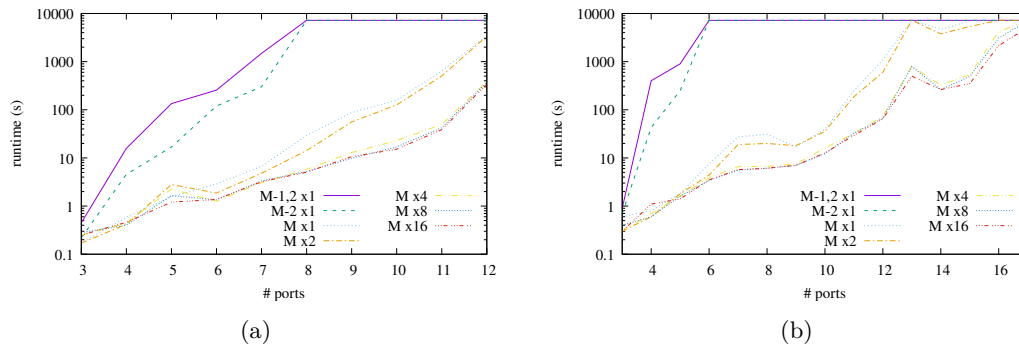 10000
1000
100
10
1
0.1
runtime (s)
3 4 5 6 7 8 9 10 11 12
# ports
M-1,2 x1
M-2 x1
M x1
M x2
M x4
M x8
M x16
(a)
10000
1000
100
10
1
0.1
runtime (s)
4 6 8 10 12 14 16
# ports
M-1,2 x1
M-2 x1
M x1
M x2
M x4
M x8
M x16
(b)